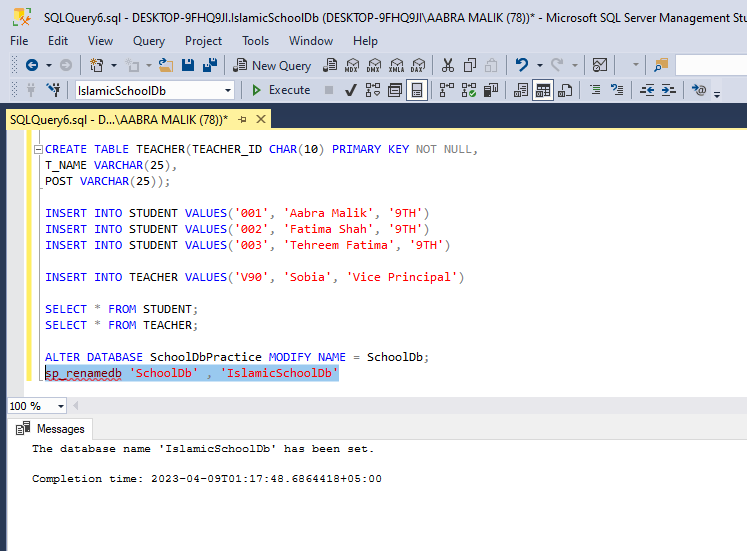 SQLQuery6.sql - DESKTOP-9FHQ9JI.IslamicSchoolDb (DESKTOP-9FHQ9JI\AABRA MALIK (78))* - Microsoft SQL Server Management Stu
File Edit View Query Project Tools Window Help
New Query MDX DMX XMLA DAX
IslamicSchoolDb Execute
SQLQuery6.sql - D...\AABRA MALIK (78))*
CREATE TABLE TEACHER(TEACHER_ID CHAR(10) PRIMARY KEY NOT NULL,
T_NAME VARCHAR(25),
POST VARCHAR(25));
INSERT INTO STUDENT VALUES('001', 'Aabra Malik', '9TH')
INSERT INTO STUDENT VALUES('002', 'Fatima Shah', '9TH')
INSERT INTO STUDENT VALUES('003', 'Tehreem Fatima', '9TH')
INSERT INTO TEACHER VALUES('V90', 'Sobia', 'Vice Principal')
SELECT * FROM STUDENT;
SELECT * FROM TEACHER;
ALTER DATABASE SchoolDbPractice MODIFY NAME = SchoolDb;
sp_renamedb 'SchoolDb' , 'IslamicSchoolDb'
100 %
Messages
The database name 'IslamicSchoolDb' has been set.
Completion time: 2023-04-09T01:17:48.6864418+05:00